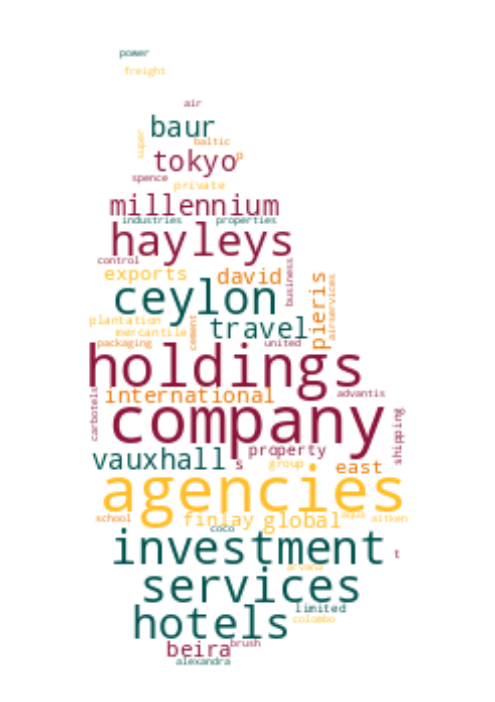 power
freight
air
baur
super
baltic
tokyo
p
spence
private
millennium
industries properties
hayleys
control
exports david
business
pieris
airservices
ceylon
plantation
travel
mercantile
cement
packaging
united
holdings
international
advantis
carbotels
company
shipping
property
vauxhall s
group
east
agencies
school
finlay global
aqua
aitken
coco
investment
t
arvana
services
limited
hotels
colombo
brush
beira
alexandra